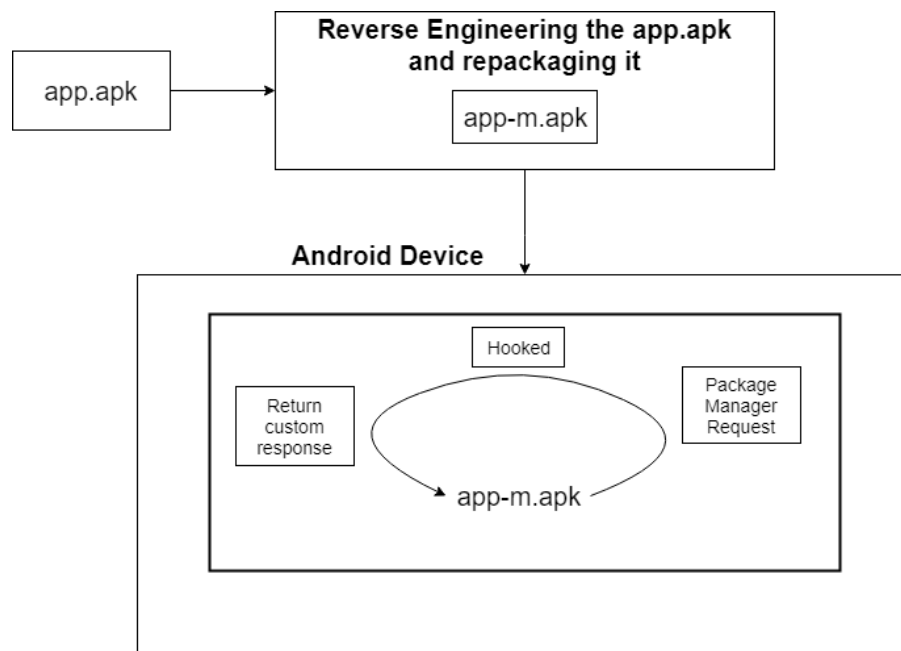 Reverse Engineering the app.apk
and repackaging it
app.apk
app-m.apk
Android Device
Hooked
Package
Manager
Request
Return
custom
response
app-m.apk